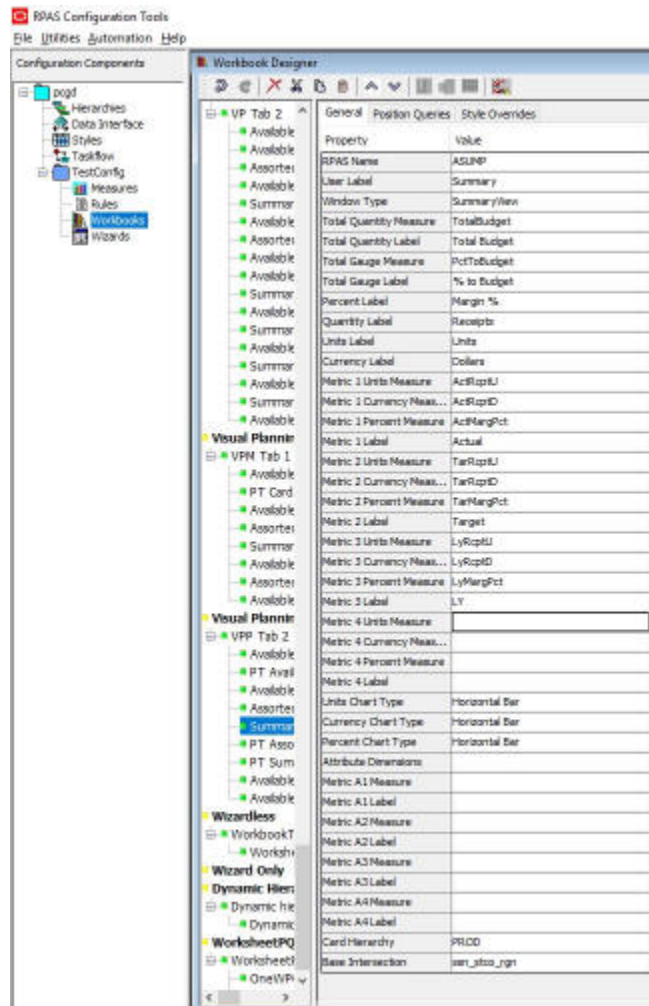 RPAS Configuration Tools
File Utilities Automation Help
Configuration Components
pcgd
Hierarchies
Data Interface
Styles
Taskflow
TestConfig
Measures
Rules
Workbooks
Wizards
Workbook Designer
VP Tab 2
Available
Available
Assorter
Available
Summar
Available
Assorter
Available
Available
Summar
Available
Summar
Available
Summar
Available
Summar
Available
Visual Plannin
VPM Tab 1
Available
PT Card
Available
Assorter
Summar
Available
Assorter
Available
Visual Plannin
VPP Tab 2
Available
PT Avail
Available
Assorter
Summar
PT Asso
PT Sum
Available
Available
Wizardless
WorkbookT
Worksh
Wizard Only
Dynamic Hier
Dynamic hie
Dynamic
WorksheetPQ
Worksheet
OneWP
General Position Queries Style Overrides
Property Value
RPAS Name ASUMP
User Label Summary
Window Type SummaryView
Total Quantity Measure TotalBudget
Total Quantity Label Total Budget
Total Gauge Measure PctToBudget
Total Gauge Label % to Budget
Percent Label Margin %
Quantity Label Receipts
Units Label Units
Currency Label Dollars
Metric 1 Units Measure ActRcptU
Metric 1 Currency Meas... ActRcptD
Metric 1 Percent Measure ActMargPct
Metric 1 Label Actual
Metric 2 Units Measure TarRcptU
Metric 2 Currency Meas... TarRcptD
Metric 2 Percent Measure TarMargPct
Metric 2 Label Target
Metric 3 Units Measure LyRcptU
Metric 3 Currency Meas... LyRcptD
Metric 3 Percent Measure LyMargPct
Metric 3 Label LY
Metric 4 Units Measure
Metric 4 Currency Meas...
Metric 4 Percent Measure
Metric 4 Label
Units Chart Type Horizontal Bar
Currency Chart Type Horizontal Bar
Percent Chart Type Horizontal Bar
Attribute Dimensions
Metric A1 Measure
Metric A1 Label
Metric A2 Measure
Metric A2 Label
Metric A3 Measure
Metric A3 Label
Metric A4 Measure
Metric A4 Label
Card Hierarchy PROD
Base Intersection